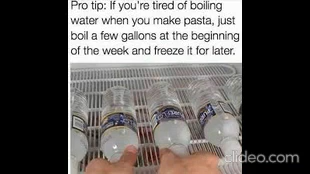 Pro tip: If you're tired of boiling
water when you make pasta, just
boil a few gallons at the beginning
of the week and freeze it for later.
clideo.com